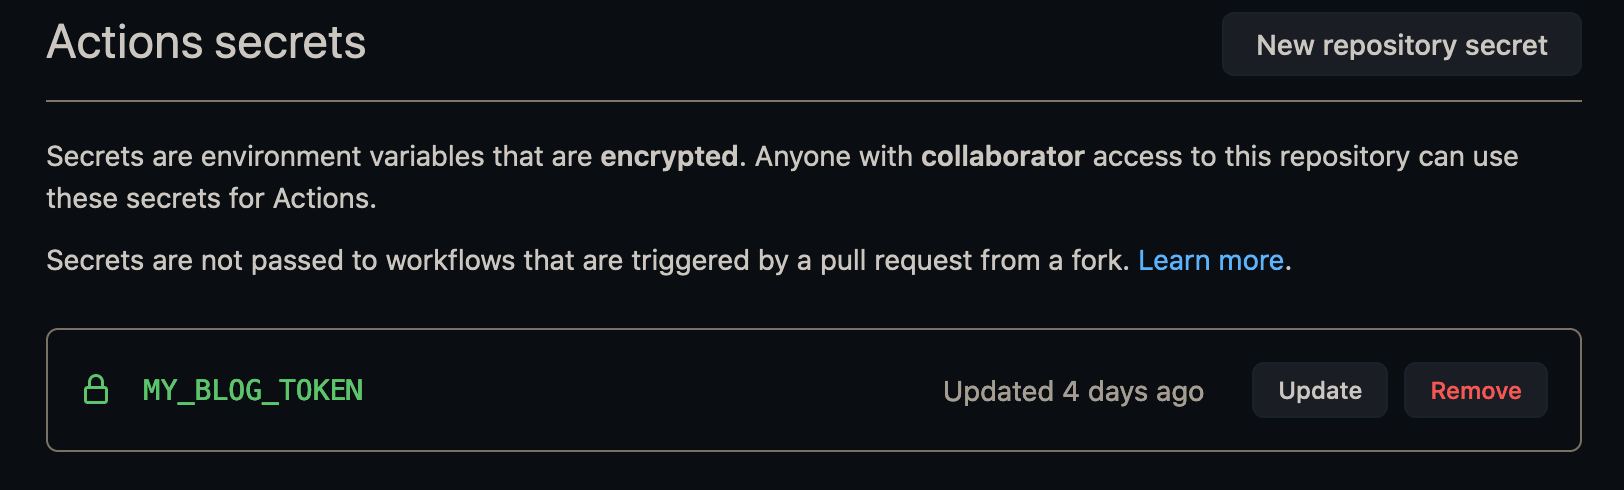 Actions secrets
New repository secret
Secrets are environment variables that are encrypted. Anyone with collaborator access to this repository can use
these secrets for Actions.
Secrets are not passed to workflows that are triggered by a pull request from a fork. Learn more.
MY_BLOG_TOKEN
Updated 4 days ago
Update
Remove